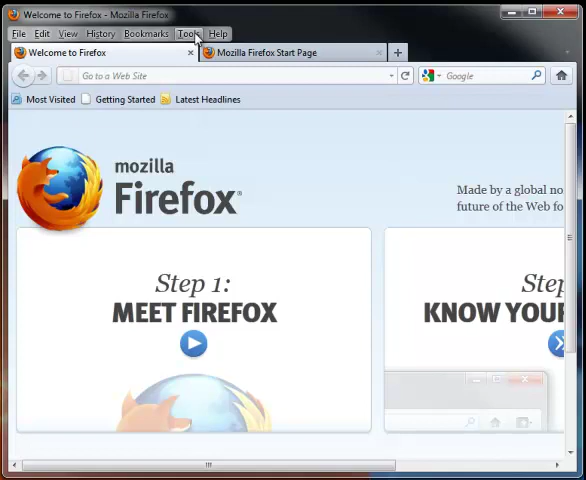 Welcome to Firefox - Mozilla Firefox
File Edit View History Bookmarks Tools Help
Welcome to Firefox
Mozilla Firefox Start Page
Go to a Web Site
Google
Most Visited Getting Started Latest Headlines
mozilla
Firefox®
Made by a global no
future of the Web fo
Step 1:
MEET FIREFOX
Step
KNOW YOUR